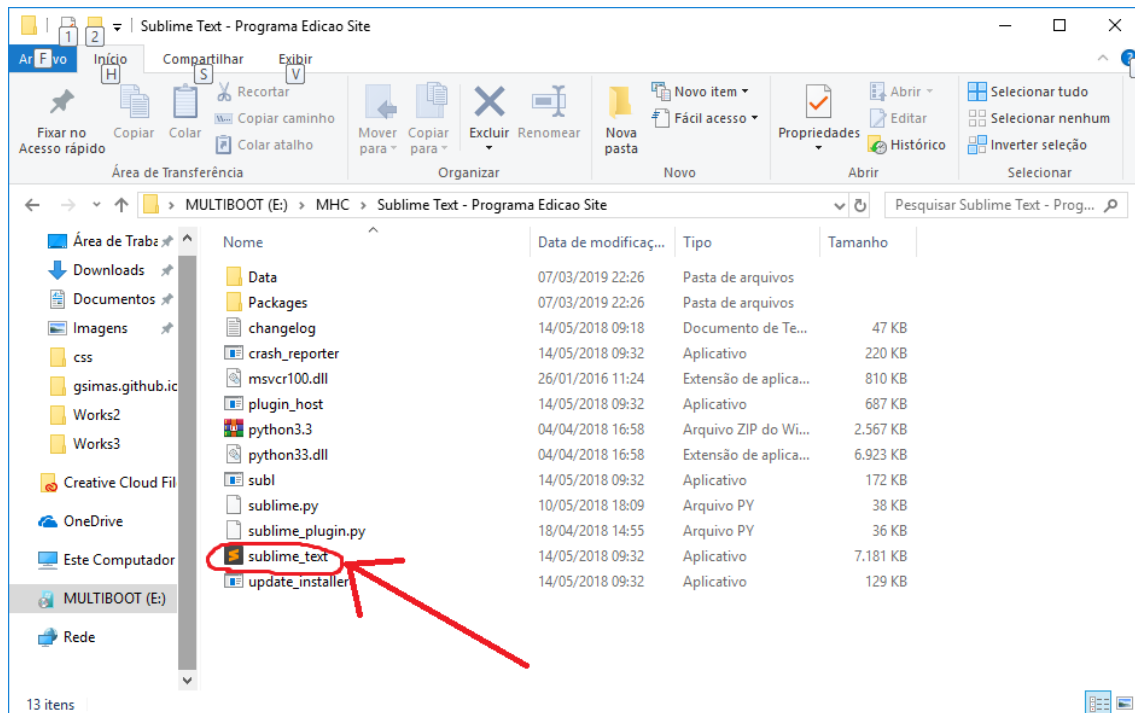 Sublime Text - Programa Edicao Site
1 2
Ar F vo Início Compartilhar Exibir
H S V
Fixar no Acesso rápido
Copiar
Colar
Recortar
Copiar caminho
Colar atalho
Área de Transferência
Mover para
Copiar para
Excluir
Renomear
Organizar
Nova pasta
Novo item
Fácil acesso
Novo
Propriedades
Abrir
Editar
Histórico
Abrir
Selecionar tudo
Selecionar nenhum
Inverter seleção
Selecionar
MULTIBOOT (E:) > MHC > Sublime Text - Programa Edicao Site
Pesquisar Sublime Text - Prog...
Área de Traba
Downloads
Documentos
Imagens
css
gsimas.github.ic
Works2
Works3
Creative Cloud Fil
OneDrive
Este Computador
MULTIBOOT (E:)
Rede
Nome Data de modificaç... Tipo Tamanho
Data 07/03/2019 22:26 Pasta de arquivos
Packages 07/03/2019 22:26 Pasta de arquivos
changelog 14/05/2018 09:18 Documento de Te... 47 KB
crash_reporter 14/05/2018 09:32 Aplicativo 220 KB
msvcr100.dll 26/01/2016 11:24 Extensão de aplica... 810 KB
plugin_host 14/05/2018 09:32 Aplicativo 687 KB
python3.3 04/04/2018 16:58 Arquivo ZIP do Wi... 2.567 KB
python33.dll 04/04/2018 16:58 Extensão de aplica... 6.923 KB
subl 14/05/2018 09:32 Aplicativo 172 KB
sublime.py 10/05/2018 18:09 Arquivo PY 38 KB
sublime_plugin.py 18/04/2018 14:55 Arquivo PY 36 KB
sublime_text 14/05/2018 09:32 Aplicativo 7.181 KB
update_installer 14/05/2018 09:32 Aplicativo 129 KB
13 itens